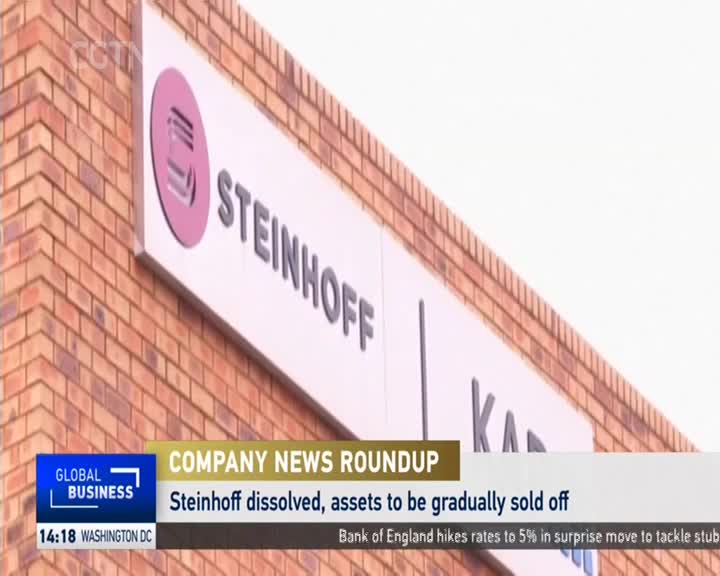 CGTN
STEINHOFF
COMPANY NEWS ROUNDUP
GLOBAL
BUSINESS
Steinhoff dissolved, assets to be gradually sold off
14:18 WASHINGTON DC
Bank of England hikes rates to 5% in surprise move to tackle stub